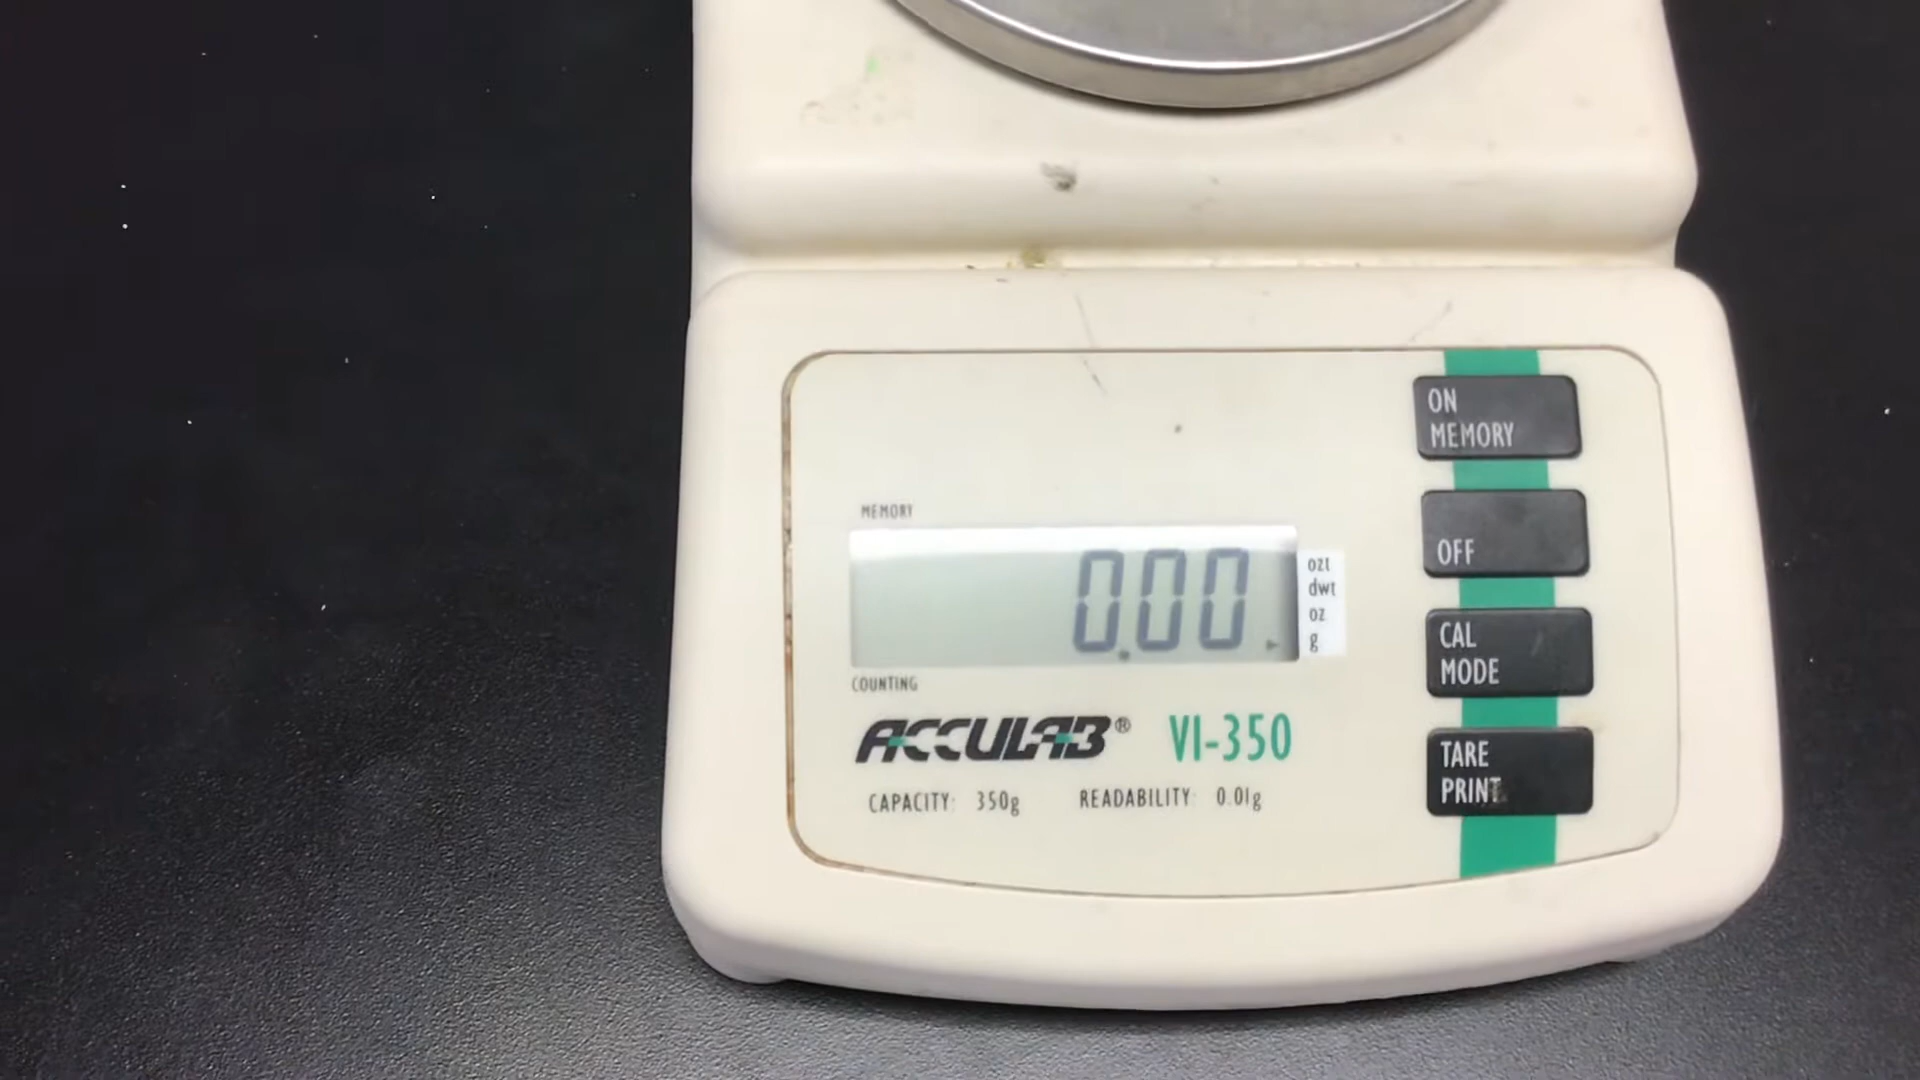 ON
MEMORY
OFF
MEMORY
0.00
ozt
dwt
oz
g
CAL
MODE
COUNTING
ACCULAB® VI-350
TARE
PRINT
CAPACITY: 350g READABILITY: 0.01g